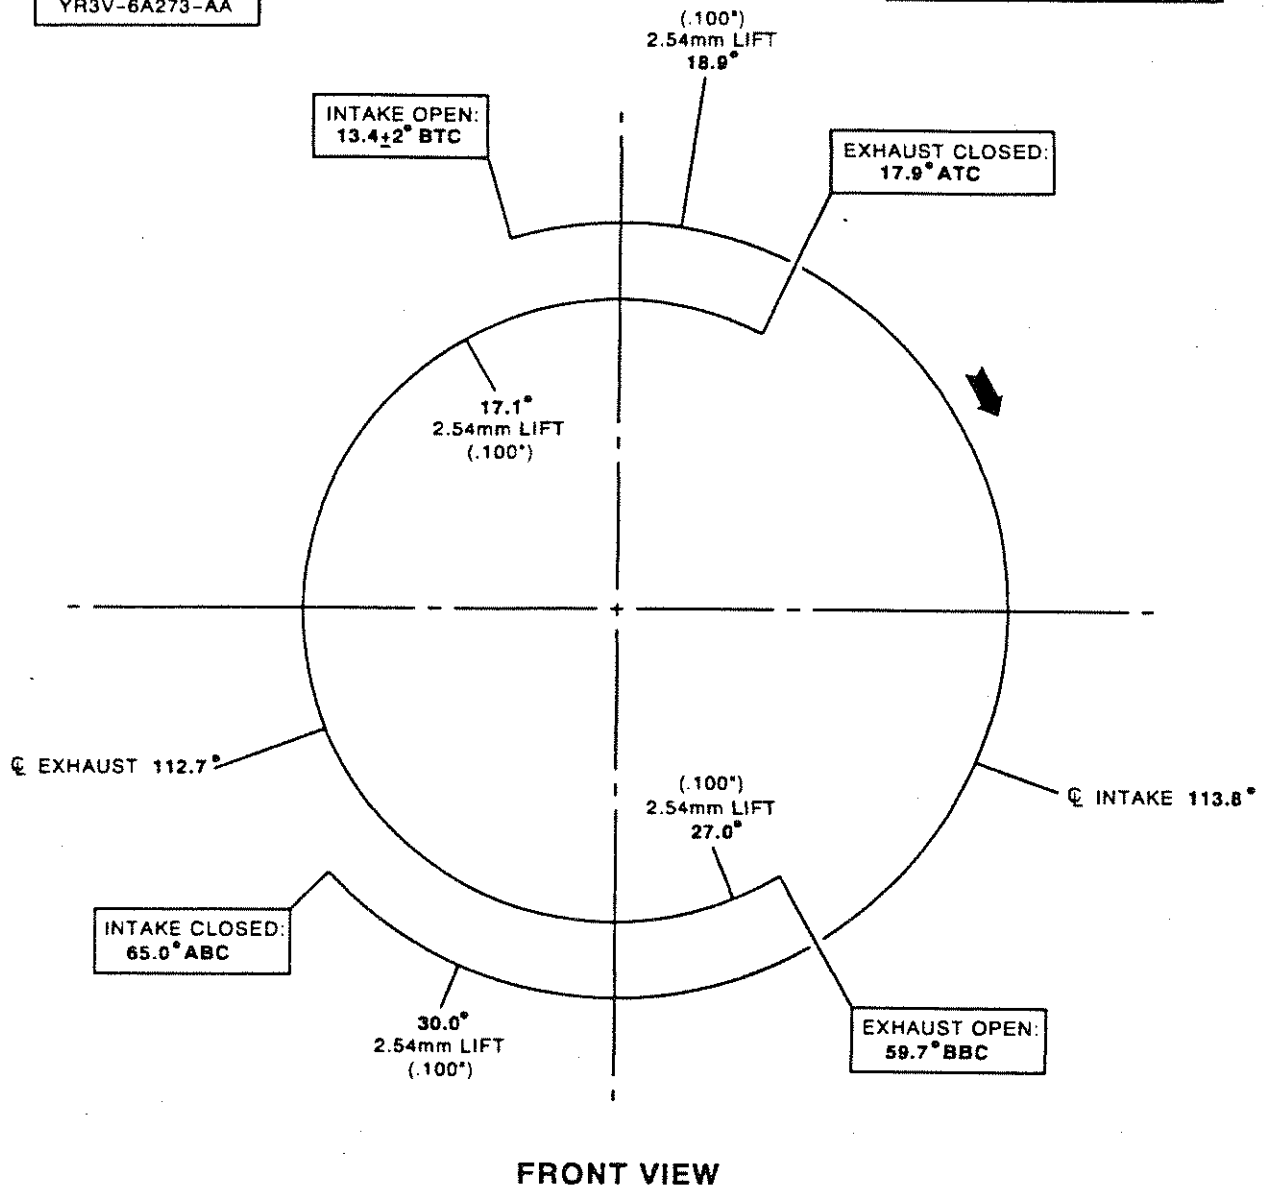 YR3V-6A273-AA
(.100")
2.54mm LIFT
18.9°
INTAKE OPEN:
13.4±2° BTC
EXHAUST CLOSED:
17.9° ATC
17.1°
2.54mm LIFT
(.100")
℄ EXHAUST 112.7°
(.100")
2.54mm LIFT
27.0°
℄ INTAKE 113.8°
INTAKE CLOSED:
65.0° ABC
30.0°
2.54mm LIFT
(.100")
EXHAUST OPEN:
59.7° BBC
FRONT VIEW